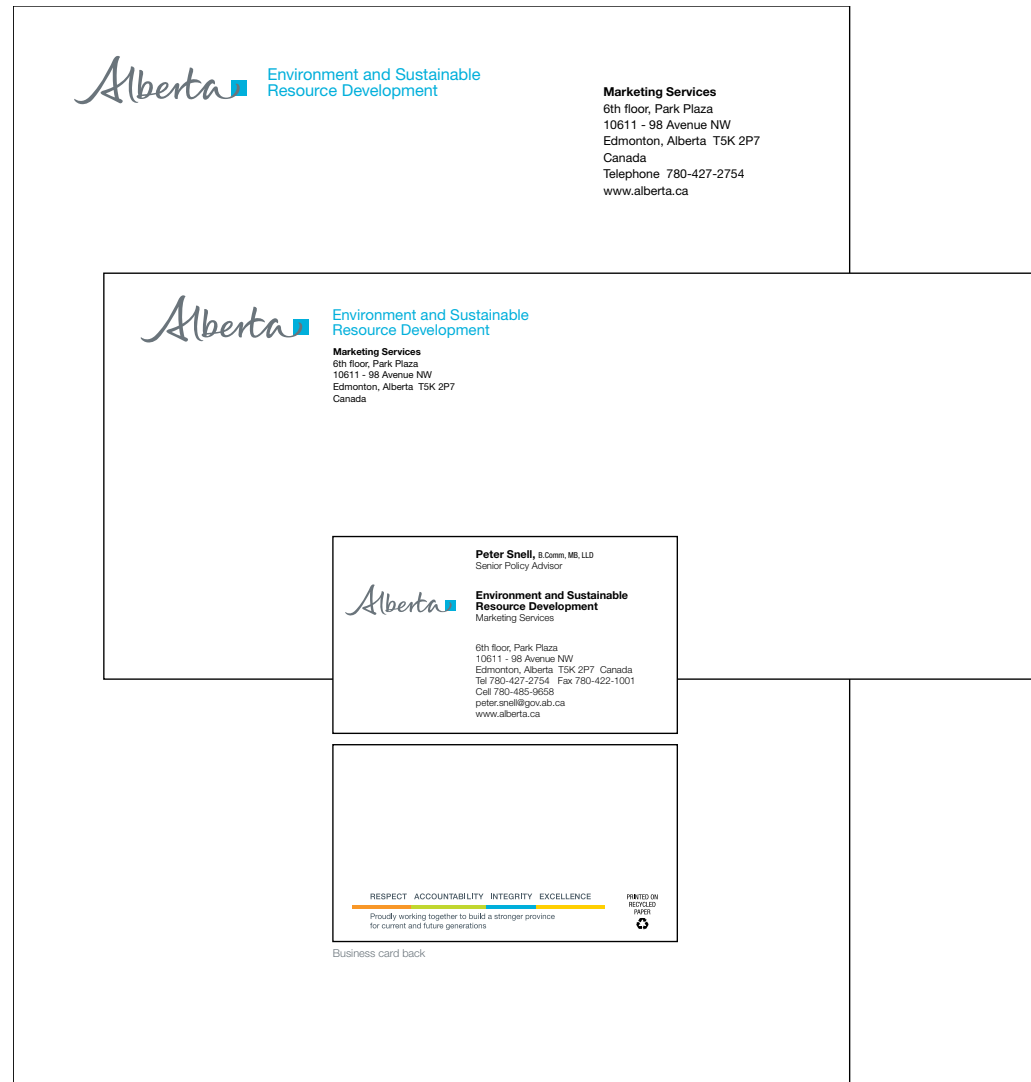 Alberta
Environment and Sustainable
Resource Development
Marketing Services
6th floor, Park Plaza
10611 - 98 Avenue NW
Edmonton, Alberta  T5K 2P7
Canada
Telephone  780-427-2754
www.alberta.ca
Alberta
Environment and Sustainable
Resource Development
Marketing Services
6th floor, Park Plaza
10611 - 98 Avenue NW
Edmonton, Alberta  T5K 2P7
Canada
Alberta
Peter Snell, B.Comm, MB, LLD
Senior Policy Advisor
Environment and Sustainable
Resource Development
Marketing Services
6th floor, Park Plaza
10611 - 98 Avenue NW
Edmonton, Alberta  T5K 2P7  Canada
Tel 780-427-2754   Fax 780-422-1001
Cell 780-485-9658
peter.snell@gov.ab.ca
www.alberta.ca
RESPECT   ACCOUNTABILITY   INTEGRITY   EXCELLENCE
Proudly working together to build a stronger province
for current and future generations
PRINTED ON
RECYCLED
PAPER
Business card back